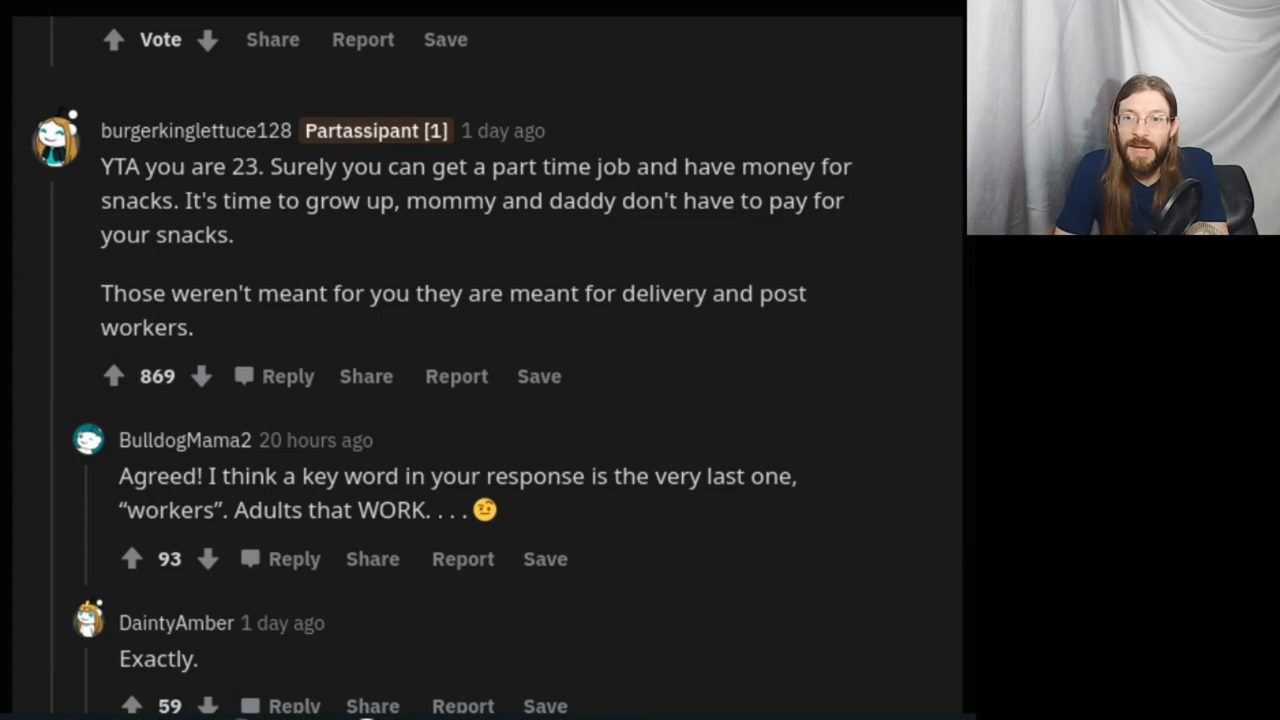 Vote Share Report Save
burgerkinglettuce128 Partassipant [1] 1 day ago
YTA you are 23. Surely you can get a part time job and have money for
snacks. It's time to grow up, mommy and daddy don't have to pay for
your snacks.
Those weren't meant for you they are meant for delivery and post
workers.
869 Reply Share Report Save
BulldogMama2 20 hours ago
Agreed! I think a key word in your response is the very last one,
“workers”. Adults that WORK. . . . 🤨
93 Reply Share Report Save
DaintyAmber 1 day ago
Exactly.
59 Reply Share Report Save